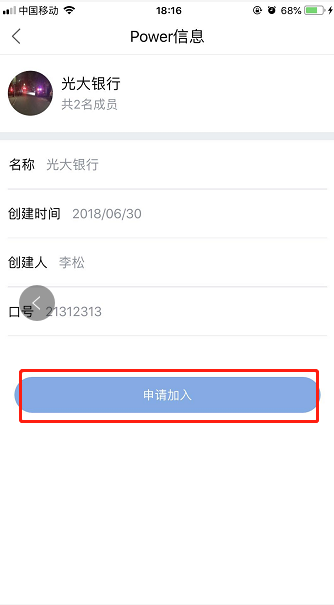 中国移动 18:16 68%
Power信息
光大银行
共2名成员
名称 光大银行
创建时间 2018/06/30
创建人 李松
口号 21312313
申请加入